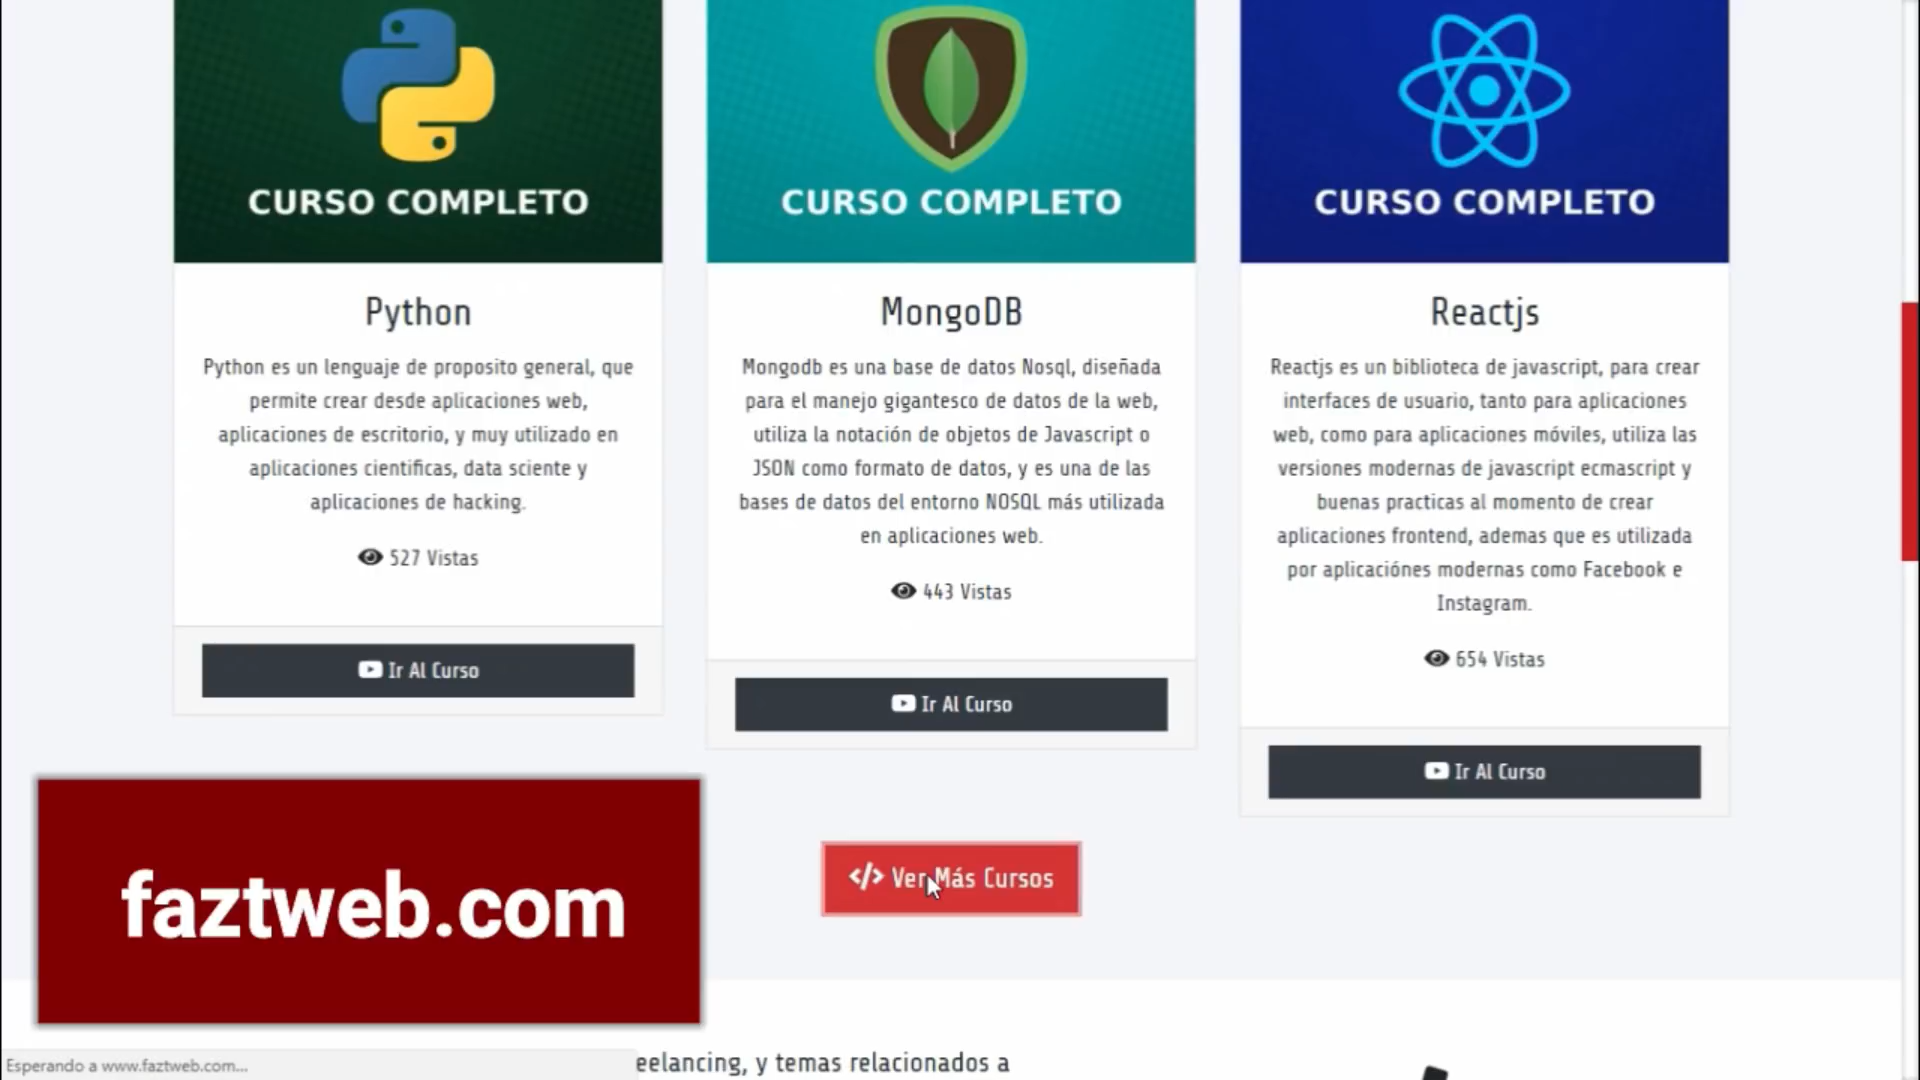 CURSO COMPLETO
Python
Python es un lenguaje de proposito general, que
permite crear desde aplicaciones web,
aplicaciones de escritorio, y muy utilizado en
aplicaciones cientificas, data sciente y
aplicaciones de hacking.
527 Vistas
Ir Al Curso
CURSO COMPLETO
MongoDB
Mongodb es una base de datos Nosql, diseñada
para el manejo gigantesco de datos de la web,
utiliza la notación de objetos de Javascript o
JSON como formato de datos, y es una de las
bases de datos del entorno NOSQL más utilizada
en aplicaciones web.
443 Vistas
Ir Al Curso
CURSO COMPLETO
Reactjs
Reactjs es un biblioteca de javascript, para crear
interfaces de usuario, tanto para aplicaciones
web, como para aplicaciones móviles, utiliza las
versiones modernas de javascript ecmascript y
buenas practicas al momento de crear
aplicaciones frontend, ademas que es utilizada
por aplicaciónes modernas como Facebook e
Instagram.
654 Vistas
Ir Al Curso
</> Ver Más Cursos
faztweb.com
Esperando a www.faztweb.com...
eelancing, y temas relacionados a